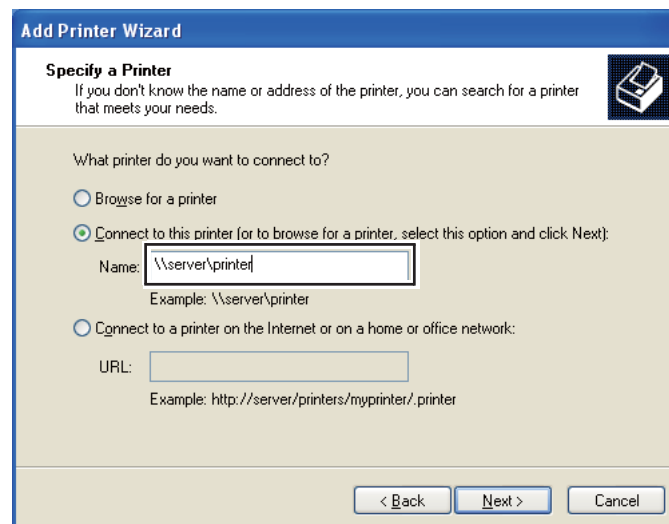 Add Printer Wizard
Specify a Printer
If you don't know the name or address of the printer, you can search for a printer
that meets your needs.
What printer do you want to connect to?
Browse for a printer
Connect to this printer (or to browse for a printer, select this option and click Next):
Name: \\server\printer
Example: \\server\printer
Connect to a printer on the Internet or on a home or office network:
URL:
Example: http://server/printers/myprinter/.printer
< Back Next > Cancel